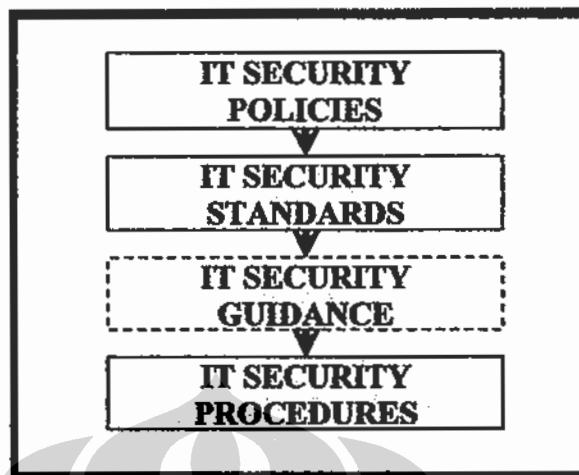 IT SECURITY
POLICIES
IT SECURITY
STANDARDS
IT SECURITY
GUIDANCE
IT SECURITY
PROCEDURES